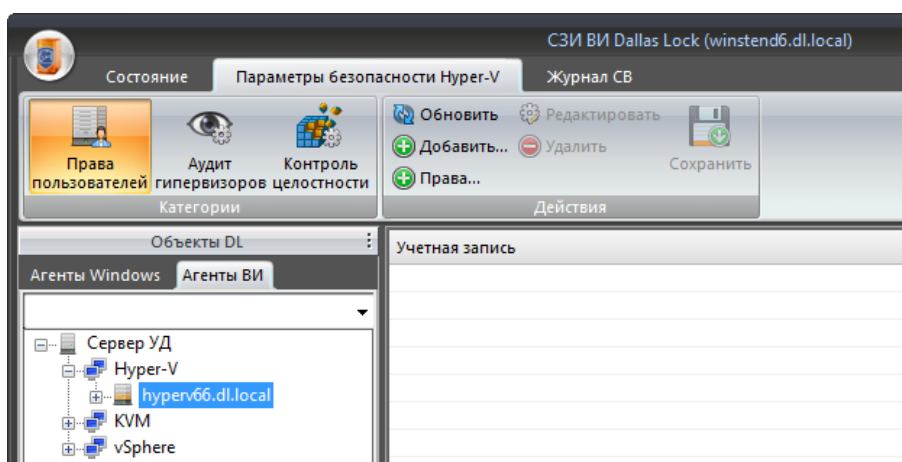 СЗИ ВИ Dallas Lock (winstend6.dl.local)
Состояние Параметры безопасности Hyper-V Журнал СВ
Права пользователей
Аудит гипервизоров
Контроль целостности
Категории
Обновить
Добавить...
Права...
Редактировать
Удалить
Сохранить
Действия
Объекты DL
Агенты Windows Агенты ВИ
Сервер УД
Hyper-V
hyperv66.dl.local
KVM
vSphere
Учетная запись